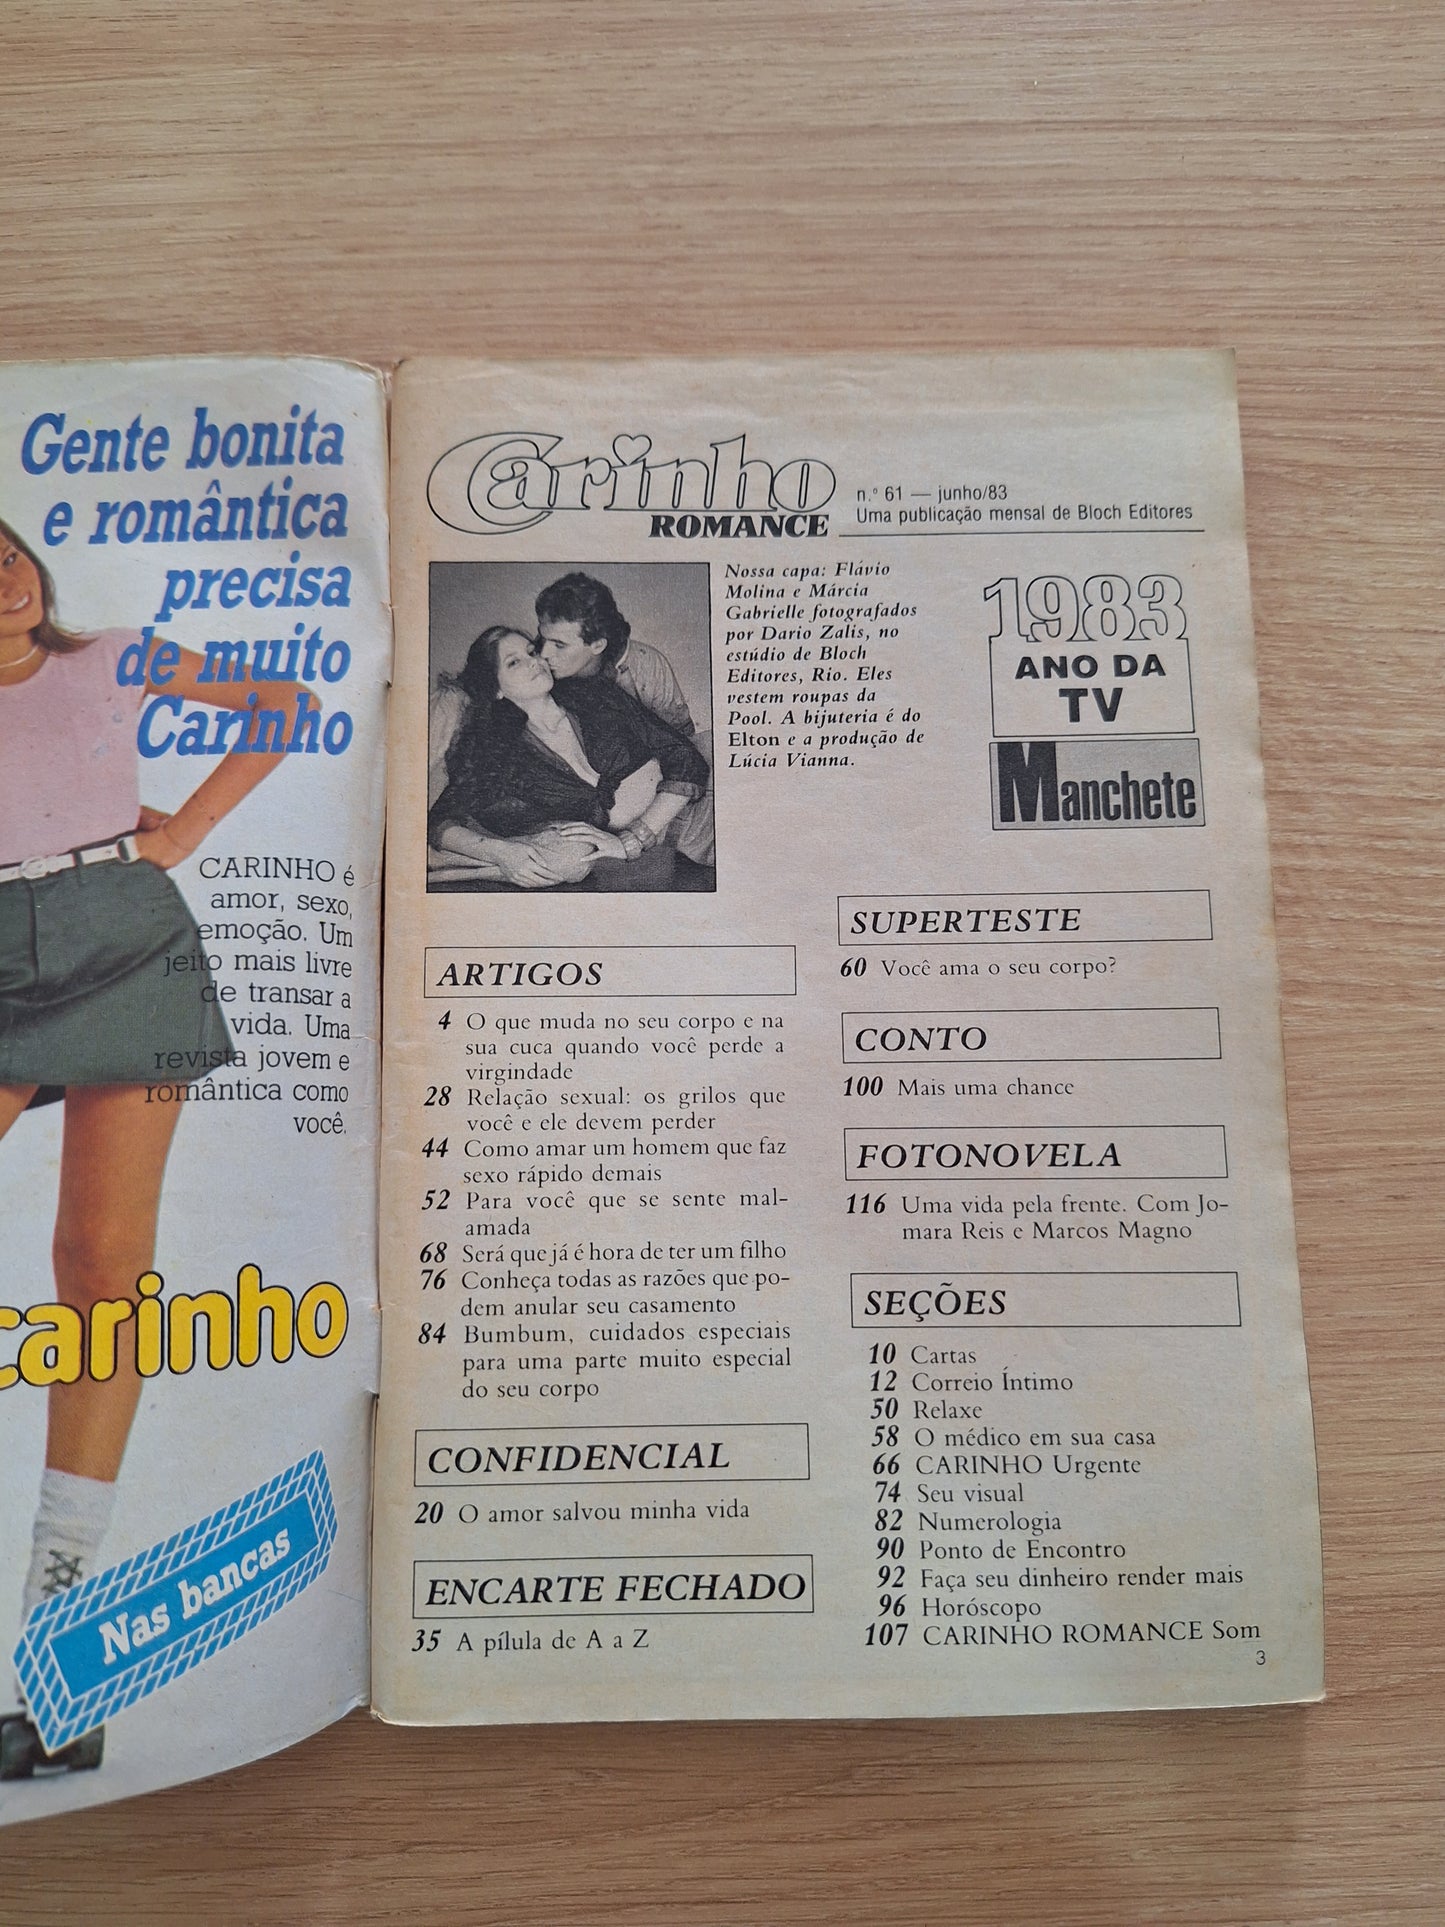 Gente bonita
e romântica
precisa
de muito
Carinho
CARINHO é
amor, sexo,
emoção. Um
jeito mais livre
de transar a
vida. Uma
revista jovem e
romântica como
você.
carinho
Nas bancas
Carinho
ROMANCE
n.º 61 — junho/83
Uma publicação mensal de Bloch Editores
Nossa capa: Flávio
Molina e Márcia
Gabrielle fotografados
por Dario Zalis, no
estúdio de Bloch
Editores, Rio. Eles
vestem roupas da
Pool. A bijuteria é do
Elton e a produção de
Lúcia Vianna.
1983
ANO DA
TV
Manchete
ARTIGOS
4 O que muda no seu corpo e na
sua cuca quando você perde a
virgindade
28 Relação sexual: os grilos que
você e ele devem perder
44 Como amar um homem que faz
sexo rápido demais
52 Para você que se sente mal-
amada
68 Será que já é hora de ter um filho
76 Conheça todas as razões que po-
dem anular seu casamento
84 Bumbum, cuidados especiais
para uma parte muito especial
do seu corpo
CONFIDENCIAL
20 O amor salvou minha vida
ENCARTE FECHADO
35 A pílula de A a Z
SUPERTESTE
60 Você ama o seu corpo?
CONTO
100 Mais uma chance
FOTONOVELA
116 Uma vida pela frente. Com Jo-
mara Reis e Marcos Magno
SEÇÕES
10 Cartas
12 Correio Íntimo
50 Relaxe
58 O médico em sua casa
66 CARINHO Urgente
74 Seu visual
82 Numerologia
90 Ponto de Encontro
92 Faça seu dinheiro render mais
96 Horóscopo
107 CARINHO ROMANCE Som
3